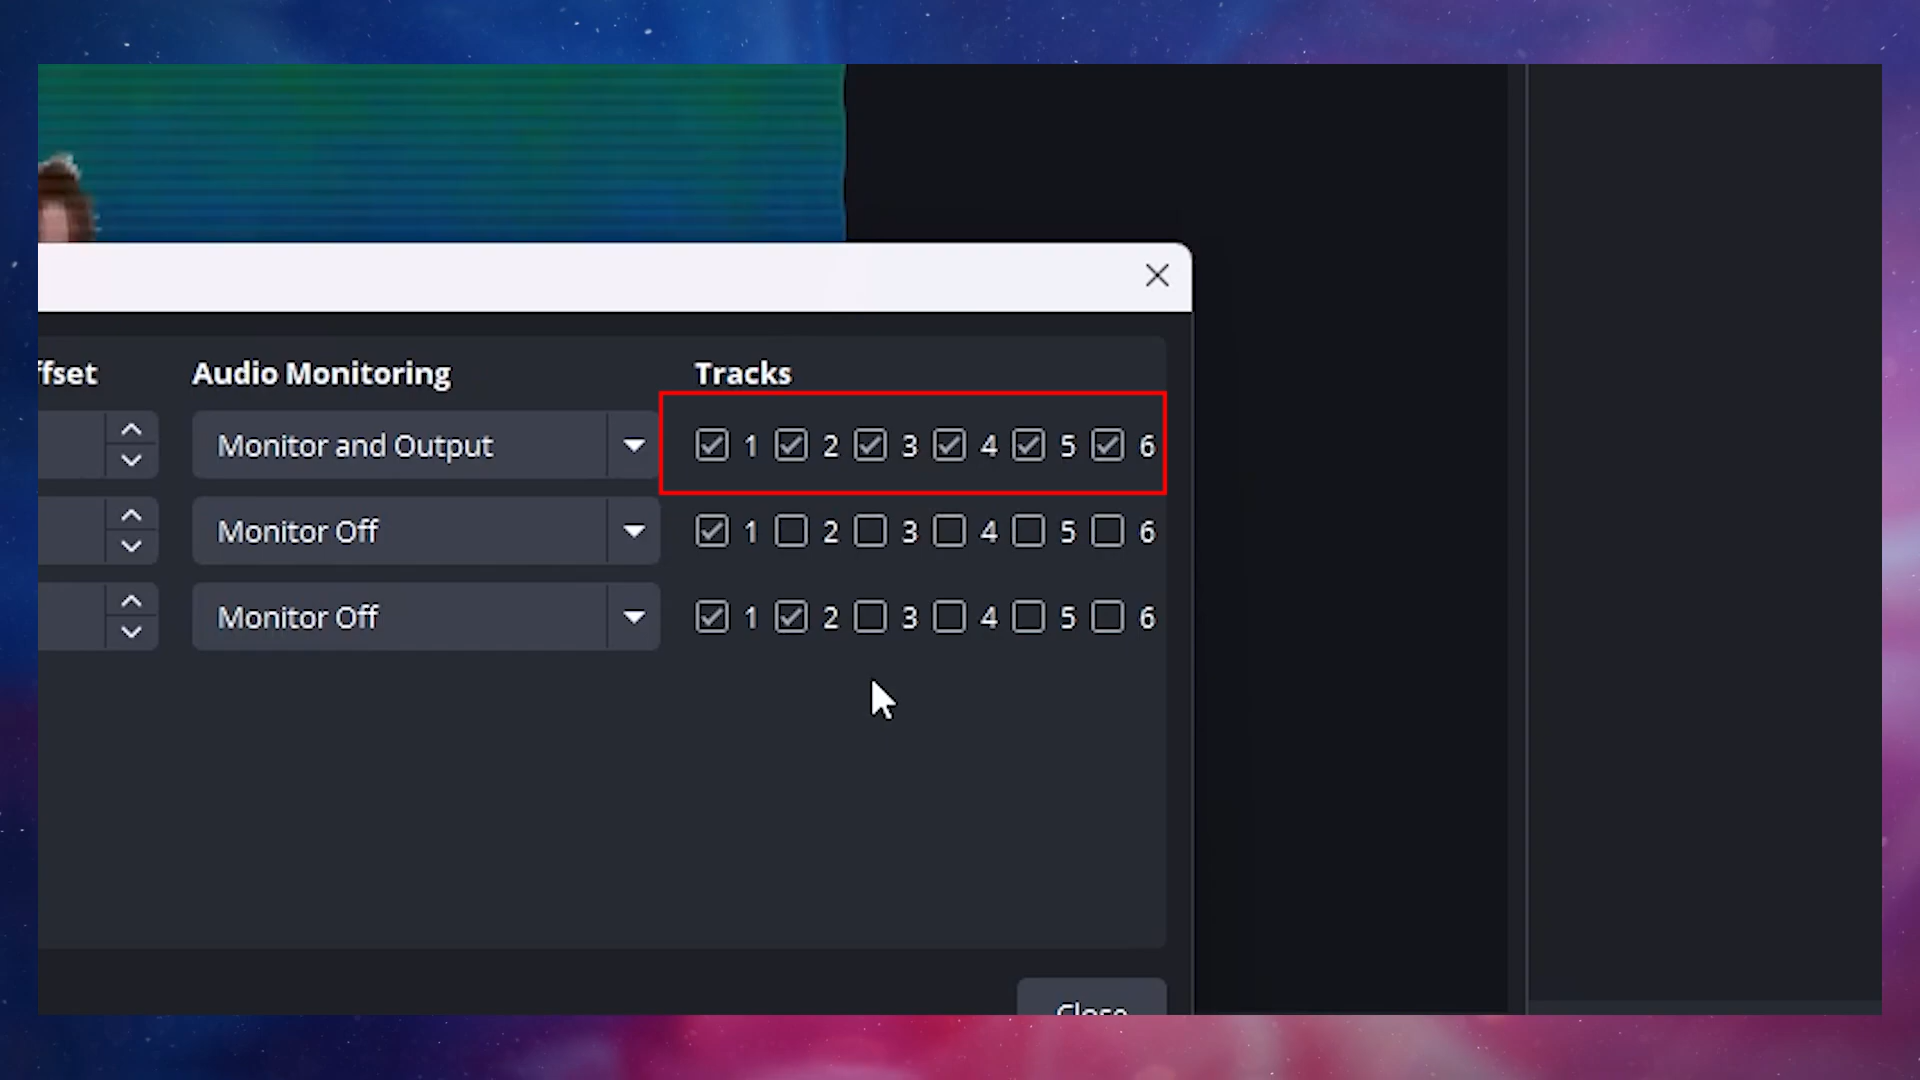 ffset Audio Monitoring Tracks
Monitor and Output 1 2 3 4 5 6
Monitor Off 1 2 3 4 5 6
Monitor Off 1 2 3 4 5 6
Close